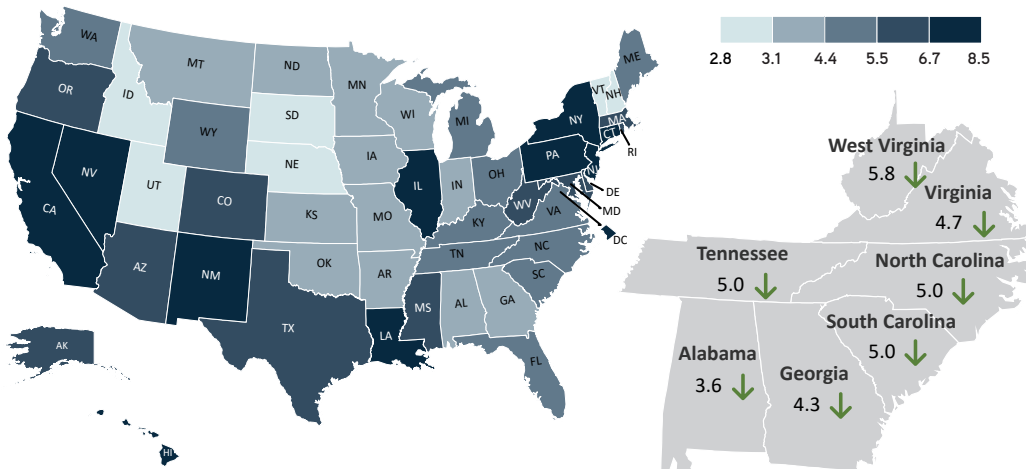 WA
MT
ND
MN
ME
OR
ID
SD
WI
MI
VT
NH
NY
MA
CT
RI
WY
NE
IA
PA
NJ
NV
UT
CO
IL
IN
OH
DE
MD
DC
CA
KS
MO
KY
WV
VA
AZ
NM
OK
AR
TN
NC
SC
TX
LA
MS
AL
GA
FL
AK
HI
2.8 3.1 4.4 5.5 6.7 8.5
West Virginia
5.8
Virginia
4.7
Tennessee
5.0
North Carolina
5.0
South Carolina
5.0
Alabama
3.6
Georgia
4.3